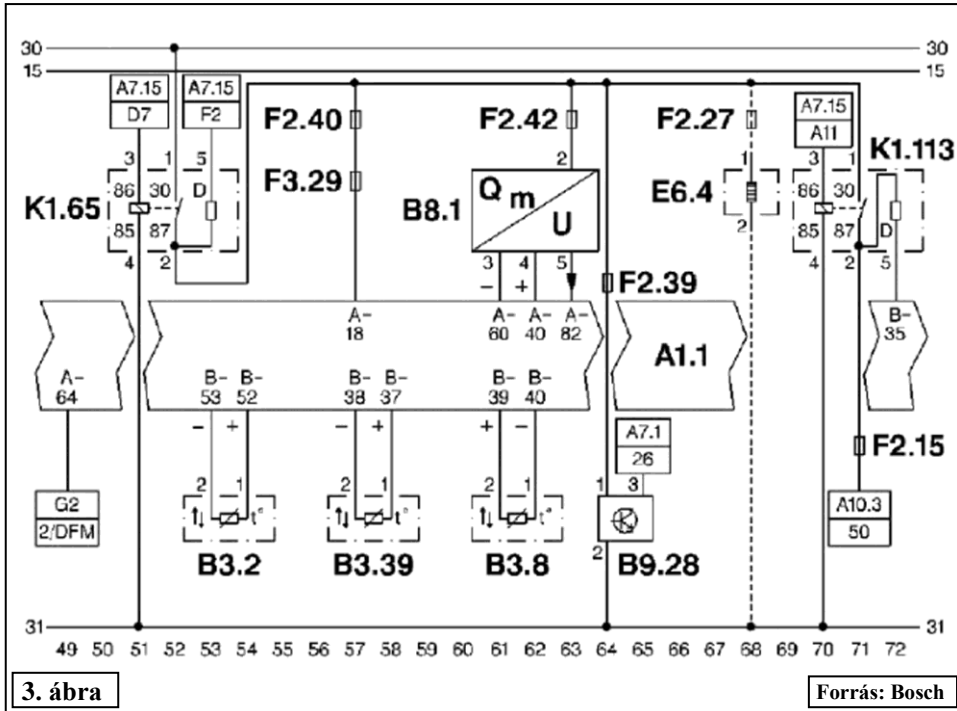 30 30
15 15
A7.15 A7.15 A7.15
D7 F2 A11
F2.40 F2.42 F2.27
3 1 5 2 1 3 1 K1.113
F3.29
86 30 D Q m E6.4 86 30
K1.65 B8.1
85 87 U 2 85 87 D
4 2 3 4 5 4 2 5
− + F2.39
A- A- A- A- B-
18 60 40 82 35
A1.1
A- B- B- B- B- B- B-
64 53 52 38 37 39 40
− + − + + −
A7.1 F2.15
26
G2 2 1 2 1 2 1 1 3 A10.3
2/DFM t° t° t° 50
2
B3.2 B3.39 B3.8 B9.28
31 31
49 50 51 52 53 54 55 56 57 58 59 60 61 62 63 64 65 66 67 68 69 70 71 72
3. ábra Forrás: Bosch